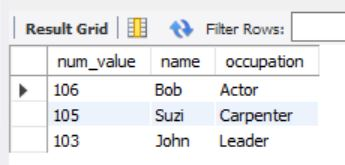 Result Grid Filter Rows:
num_value name occupation
106 Bob Actor
105 Suzi Carpenter
103 John Leader